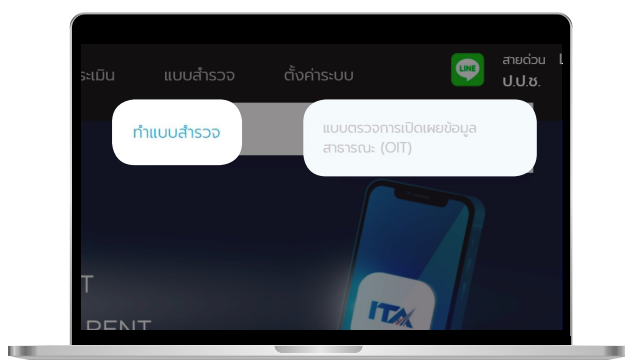 ระเมิน แบบสำรวจ ตั้งค่าระบบ LINE สายด่วน
ป.ป.ช.
ทำแบบสำรวจ
แบบตรวจการเปิดเผยข้อมูล
สาธารณะ (OIT)
ITA
T
RENT